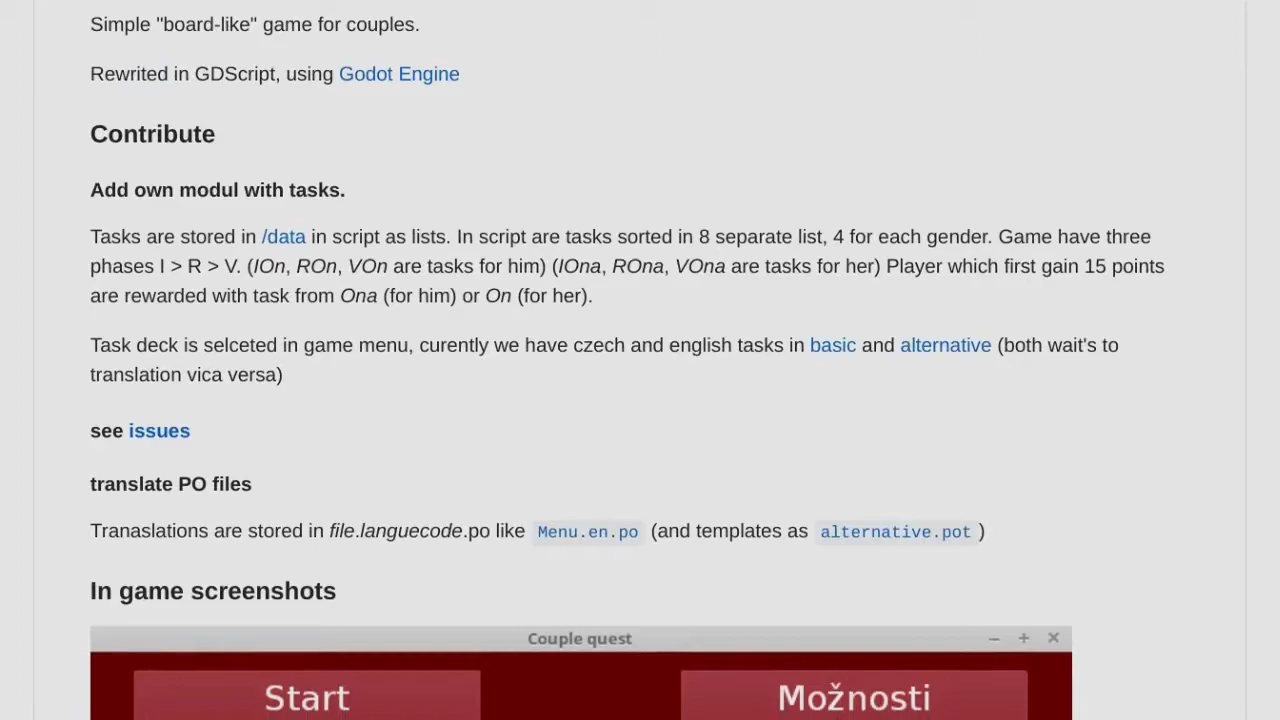 Simple "board-like" game for couples.
Rewrited in GDScript, using Godot Engine
Contribute
Add own modul with tasks.
Tasks are stored in /data in script as lists. In script are tasks sorted in 8 separate list, 4 for each gender. Game have three
phases I > R > V. (IOn, ROn, VOn are tasks for him) (IOna, ROna, VOna are tasks for her) Player which first gain 15 points
are rewarded with task from Ona (for him) or On (for her).
Task deck is selceted in game menu, curently we have czech and english tasks in basic and alternative (both wait's to
translation vica versa)
see issues
translate PO files
Tranaslations are stored in file.languecode.po like Menu.en.po (and templates as alternative.pot )
In game screenshots
Couple quest
Start Možnosti